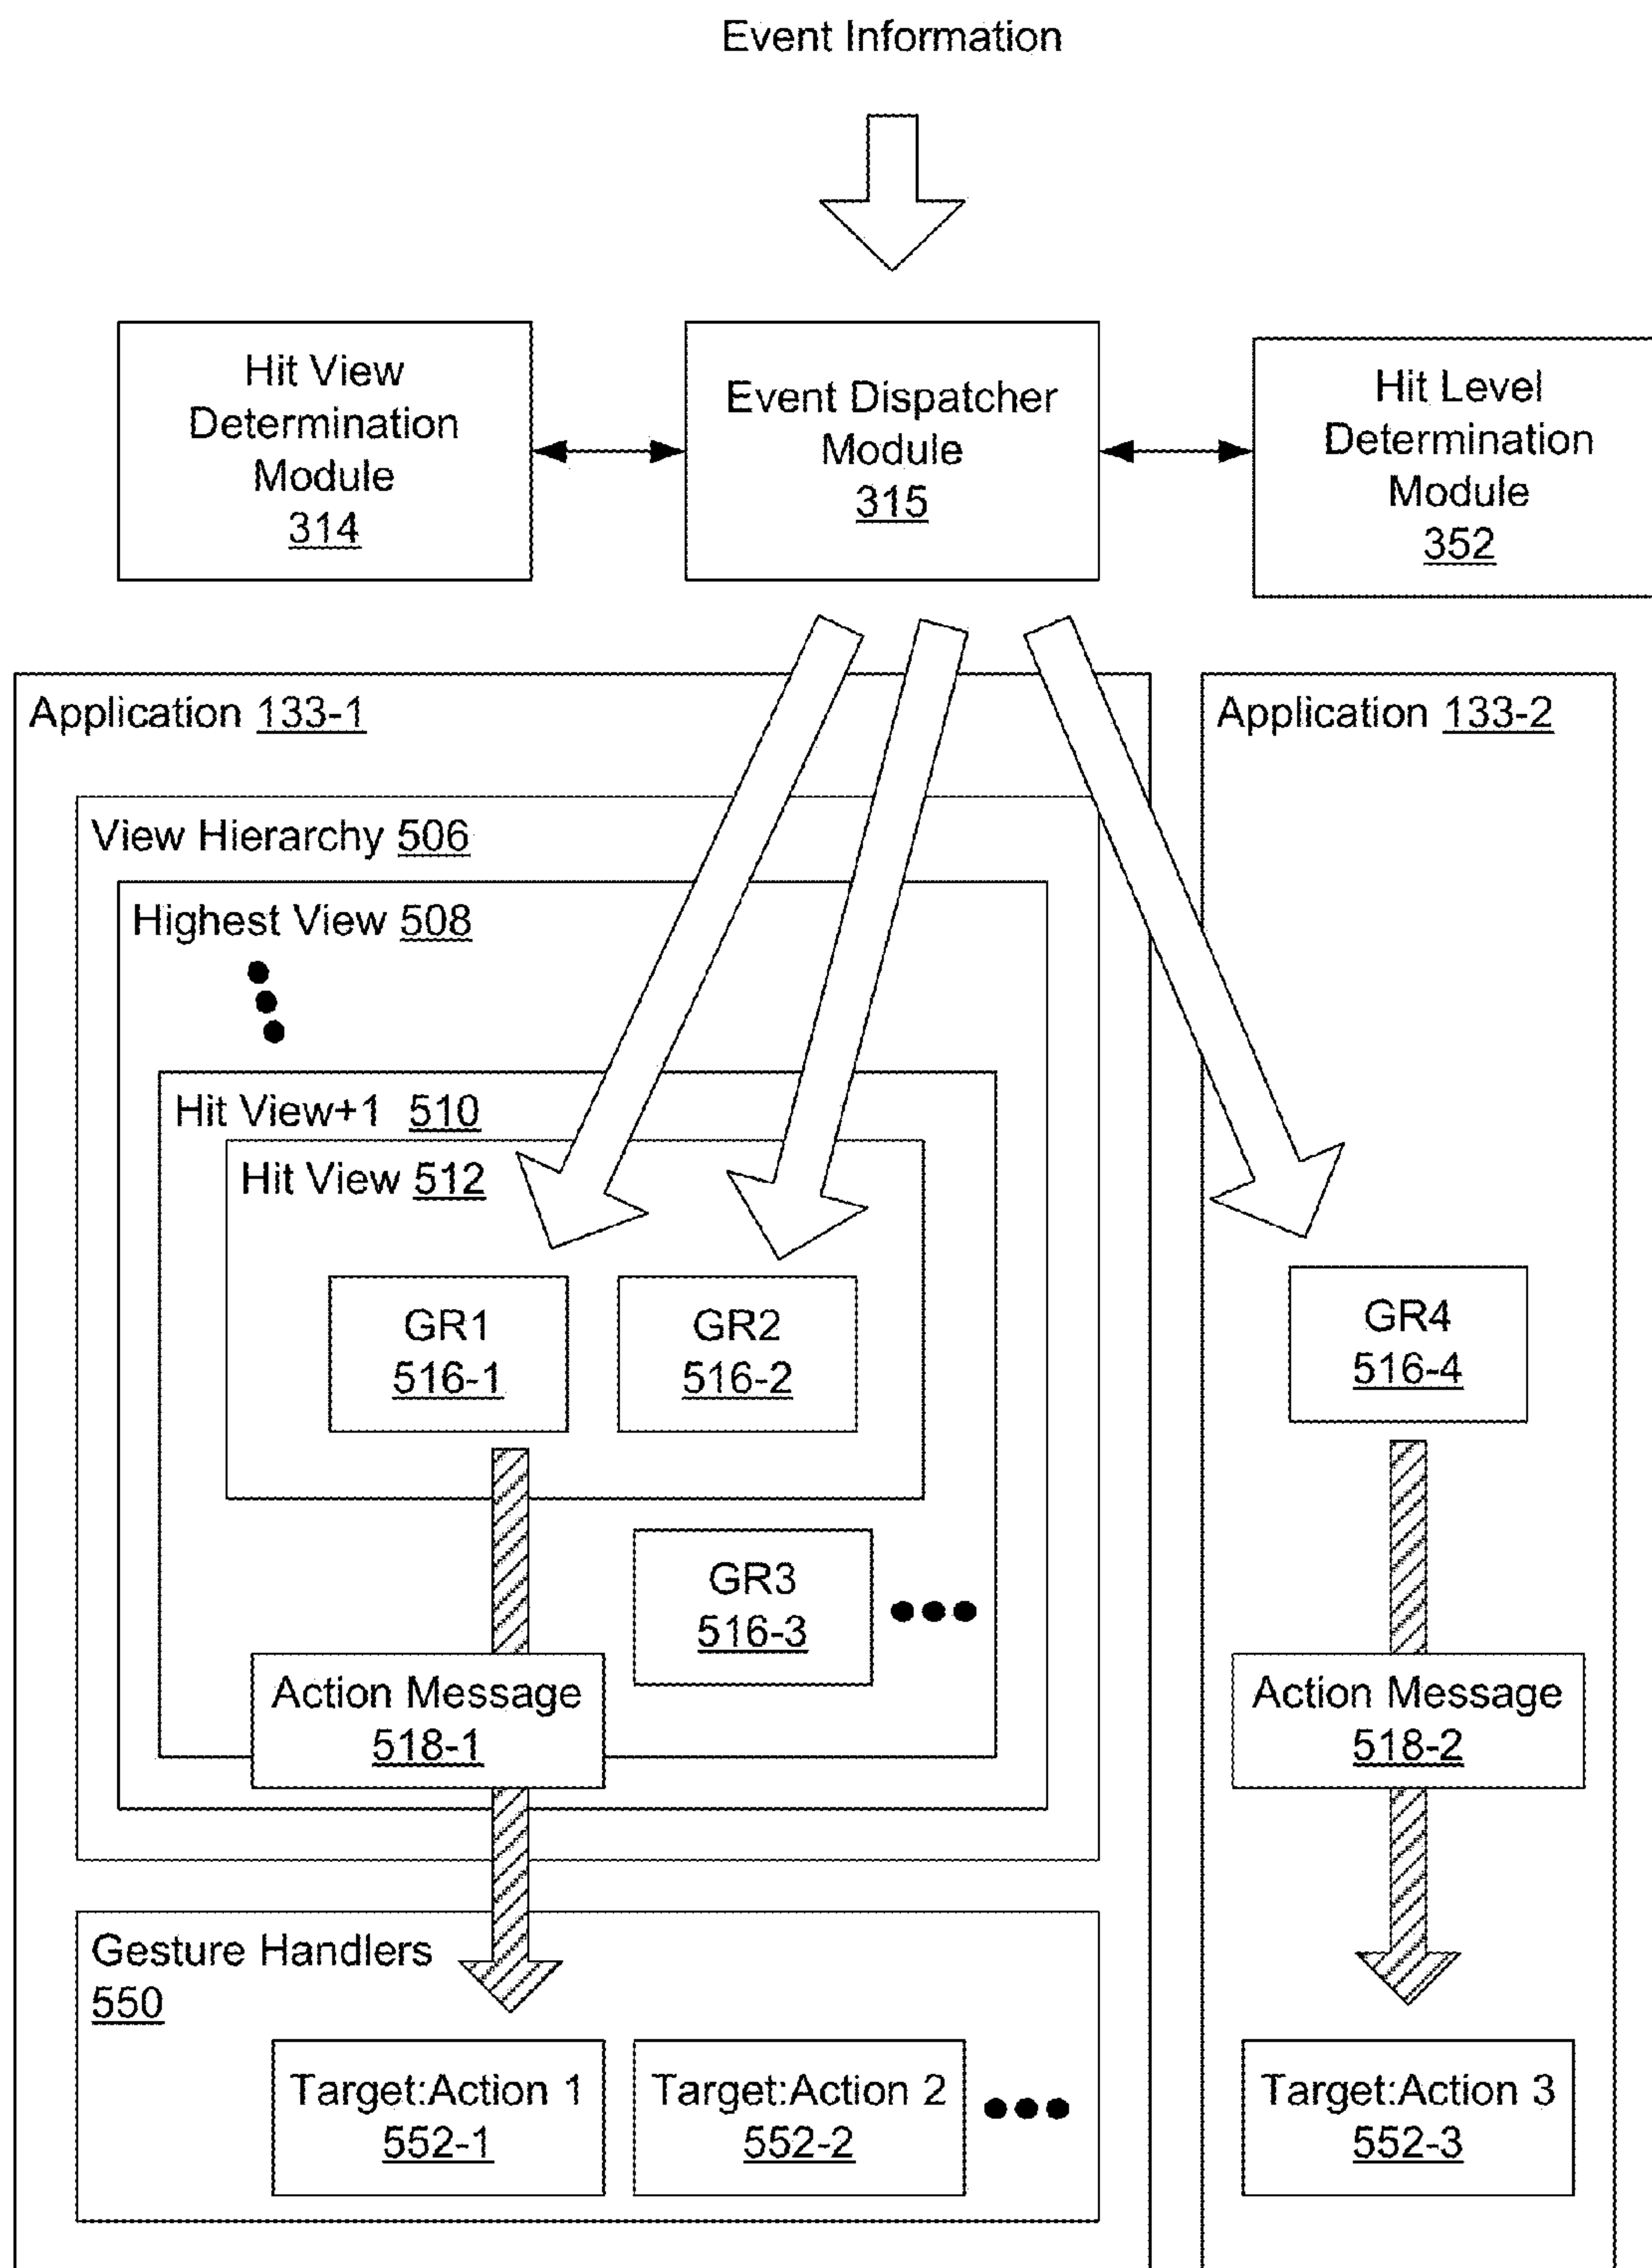 Event Information
Hit View
Determination
Module
314
Event Dispatcher
Module
315
Hit Level
Determination
Module
352
Application 133-1
Application 133-2
View Hierarchy 506
Highest View 508
Hit View+1 510
Hit View 512
GR1
516-1
GR2
516-2
GR4
516-4
GR3
516-3
Action Message
518-1
Action Message
518-2
Gesture Handlers
550
Target:Action 1
552-1
Target:Action 2
552-2
Target:Action 3
552-3